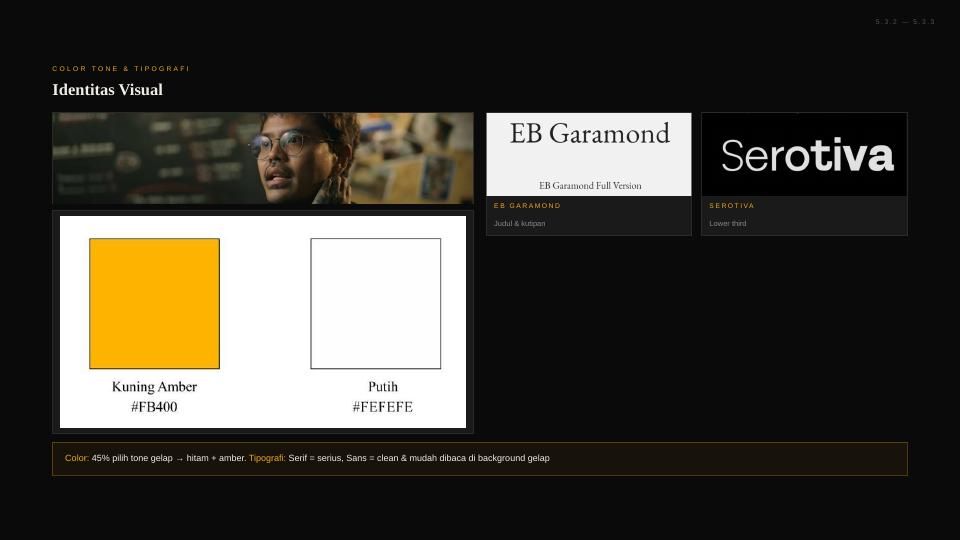 5.3.2 — 5.3.3
COLOR TONE & TIPOGRAFI
Identitas Visual
EB Garamond
EB Garamond Full Version
EB GARAMOND
Judul & kutipan
Serotiva
SEROTIVA
Lower third
Kuning Amber
#FB400
Putih
#FEFEFE
Color: 45% pilih tone gelap → hitam + amber. Tipografi: Serif = serius, Sans = clean & mudah dibaca di background gelap